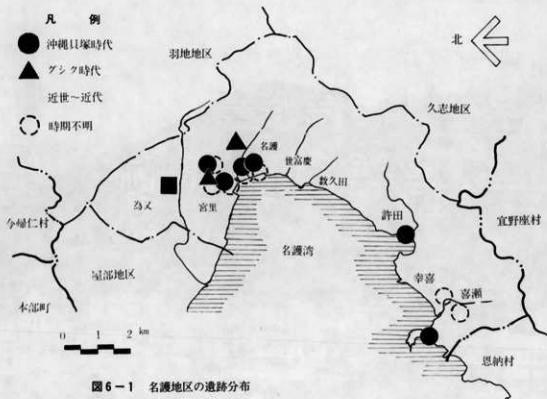 凡 例
沖縄貝塚時代
グシク時代
近世～近代
時期不明
北
羽地地区
久志地区
名護
世富慶
数久田
許田
宜野座村
為又
宮里
名護湾
今帰仁村
屋部地区
幸喜
喜瀬
本部町
恩納村
0 1 2 km
図6－1 名護地区の遺跡分布